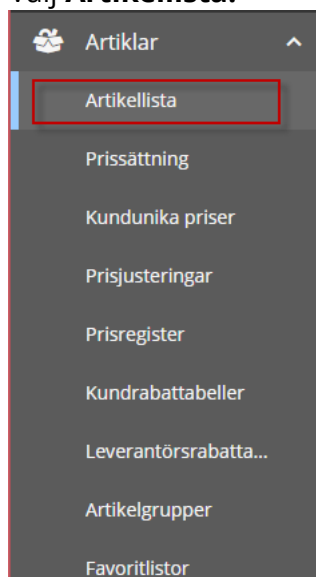 Välj Artikellista.
Artiklar
Artikellista
Prissättning
Kundunika priser
Prisjusteringar
Prisregister
Kundrabattabeller
Leverantörsrabatta...
Artikelgrupper
Favoritlistor